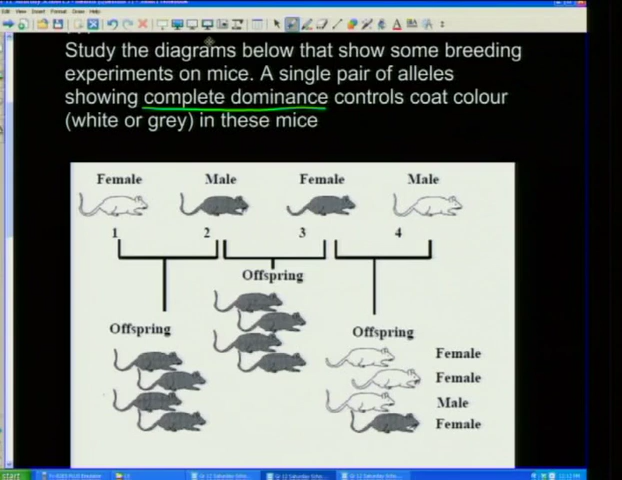 Study the diagrams below that show some breeding
experiments on mice. A single pair of alleles
showing complete dominance controls coat colour
(white or grey) in these mice
Female Male Female Male
1 2 3 4
Offspring
Offspring
Offspring
Female
Female
Male
Female
start